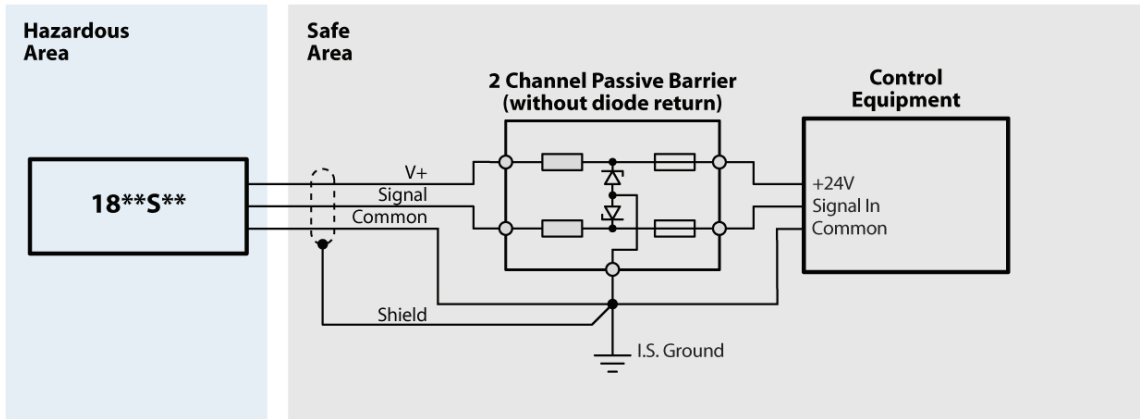 Hazardous
Area
Safe
Area
2 Channel Passive Barrier
(without diode return)
Control
Equipment
18**S**
V+
Signal
Common
+24V
Signal In
Common
Shield
I.S. Ground